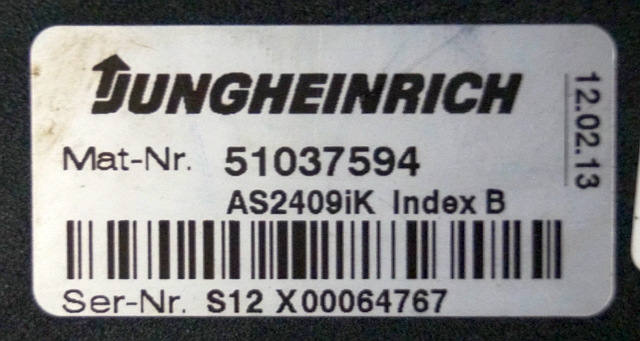 JUNGHEINRICH
Mat-Nr. 51037594
AS2409iK Index B
Ser-Nr. S12 X00064767
12.02.13